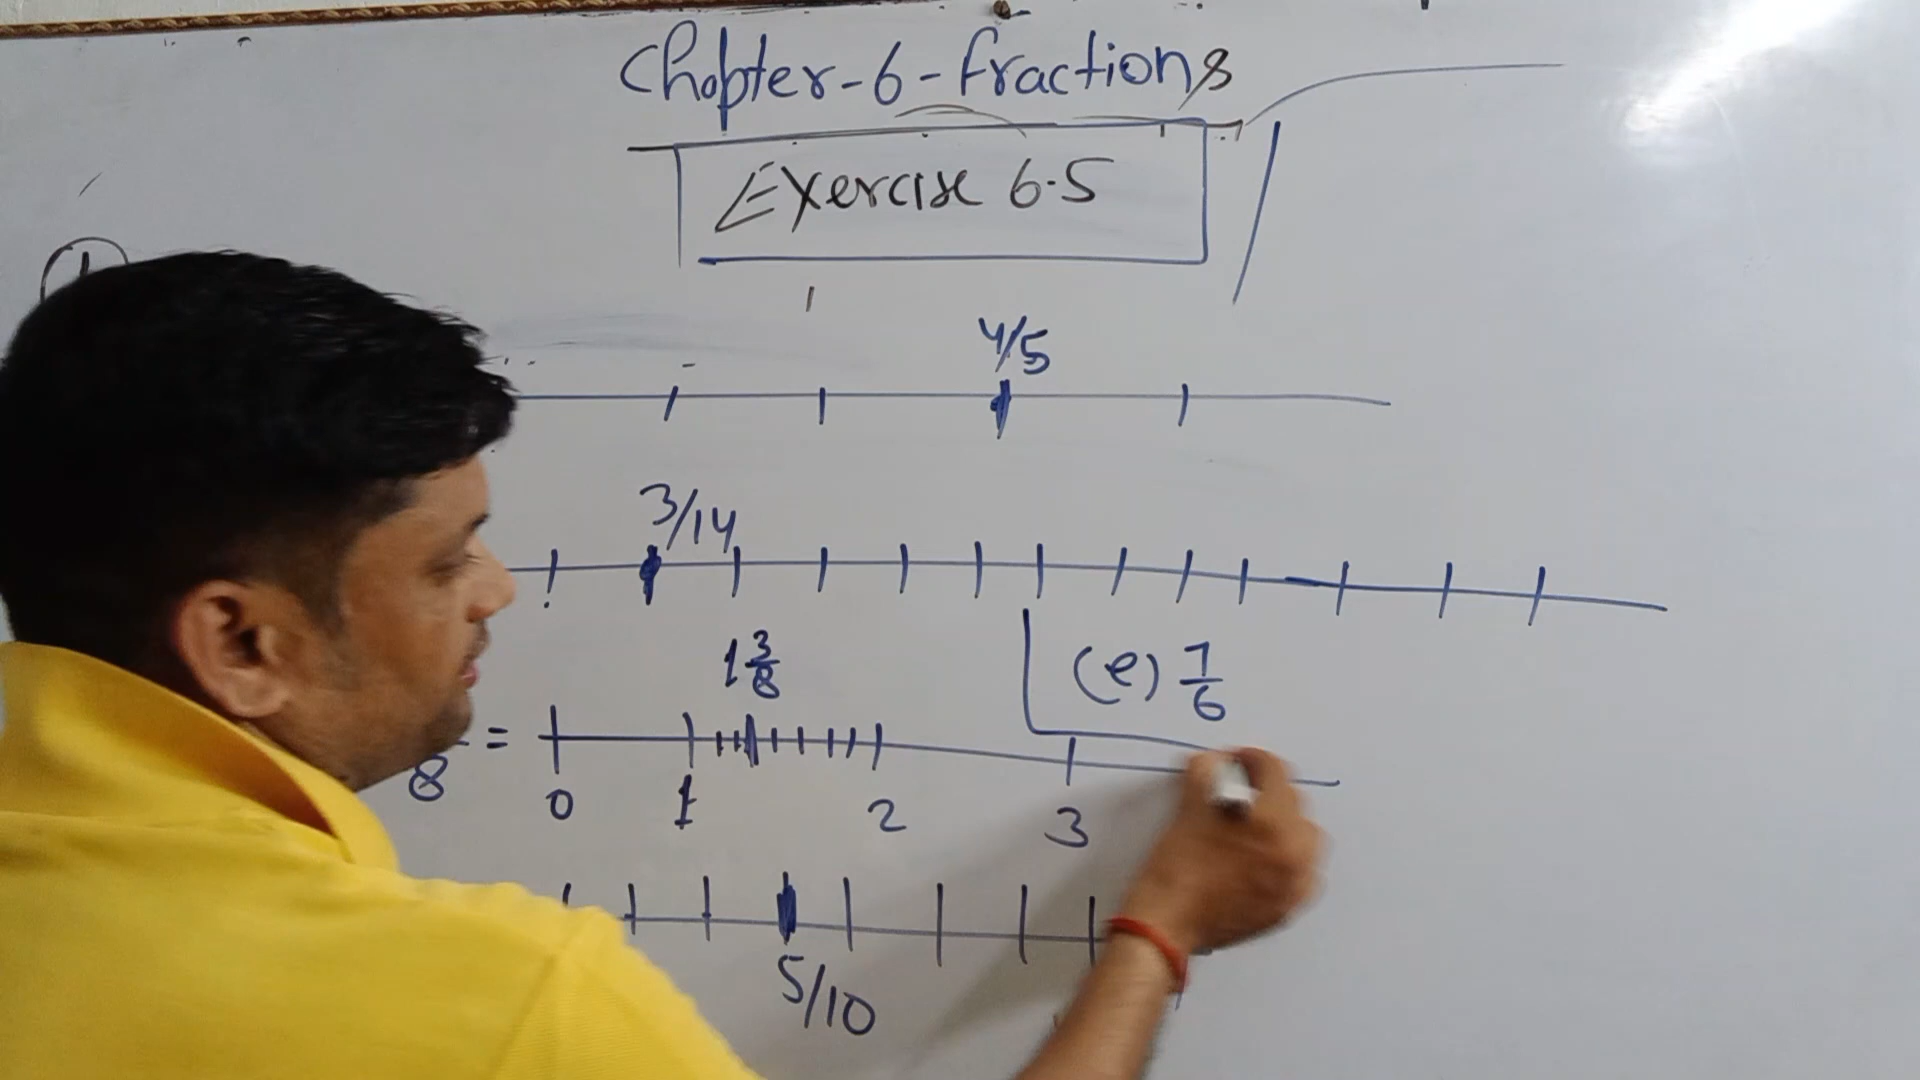 Chapter-6-fractions
Exercise 6.5
1
4/5
3/14
1 3/8
(e) 7/6
8 =
0 1 2 3
5/10